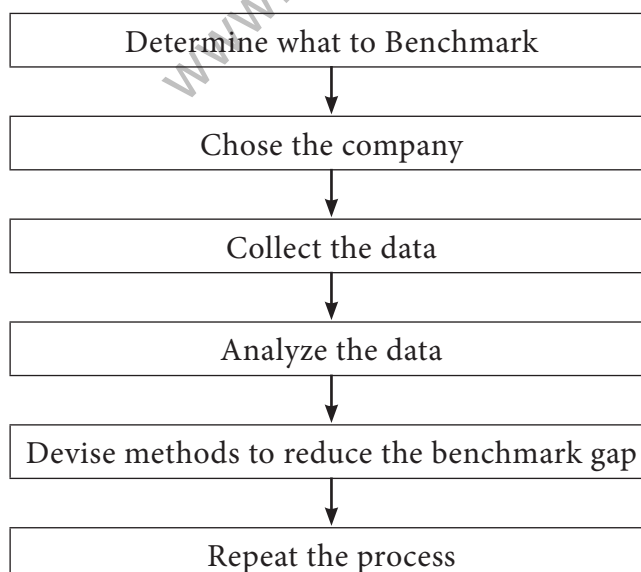 www.
Determine what to Benchmark
Chose the company
Collect the data
Analyze the data
Devise methods to reduce the benchmark gap
Repeat the process